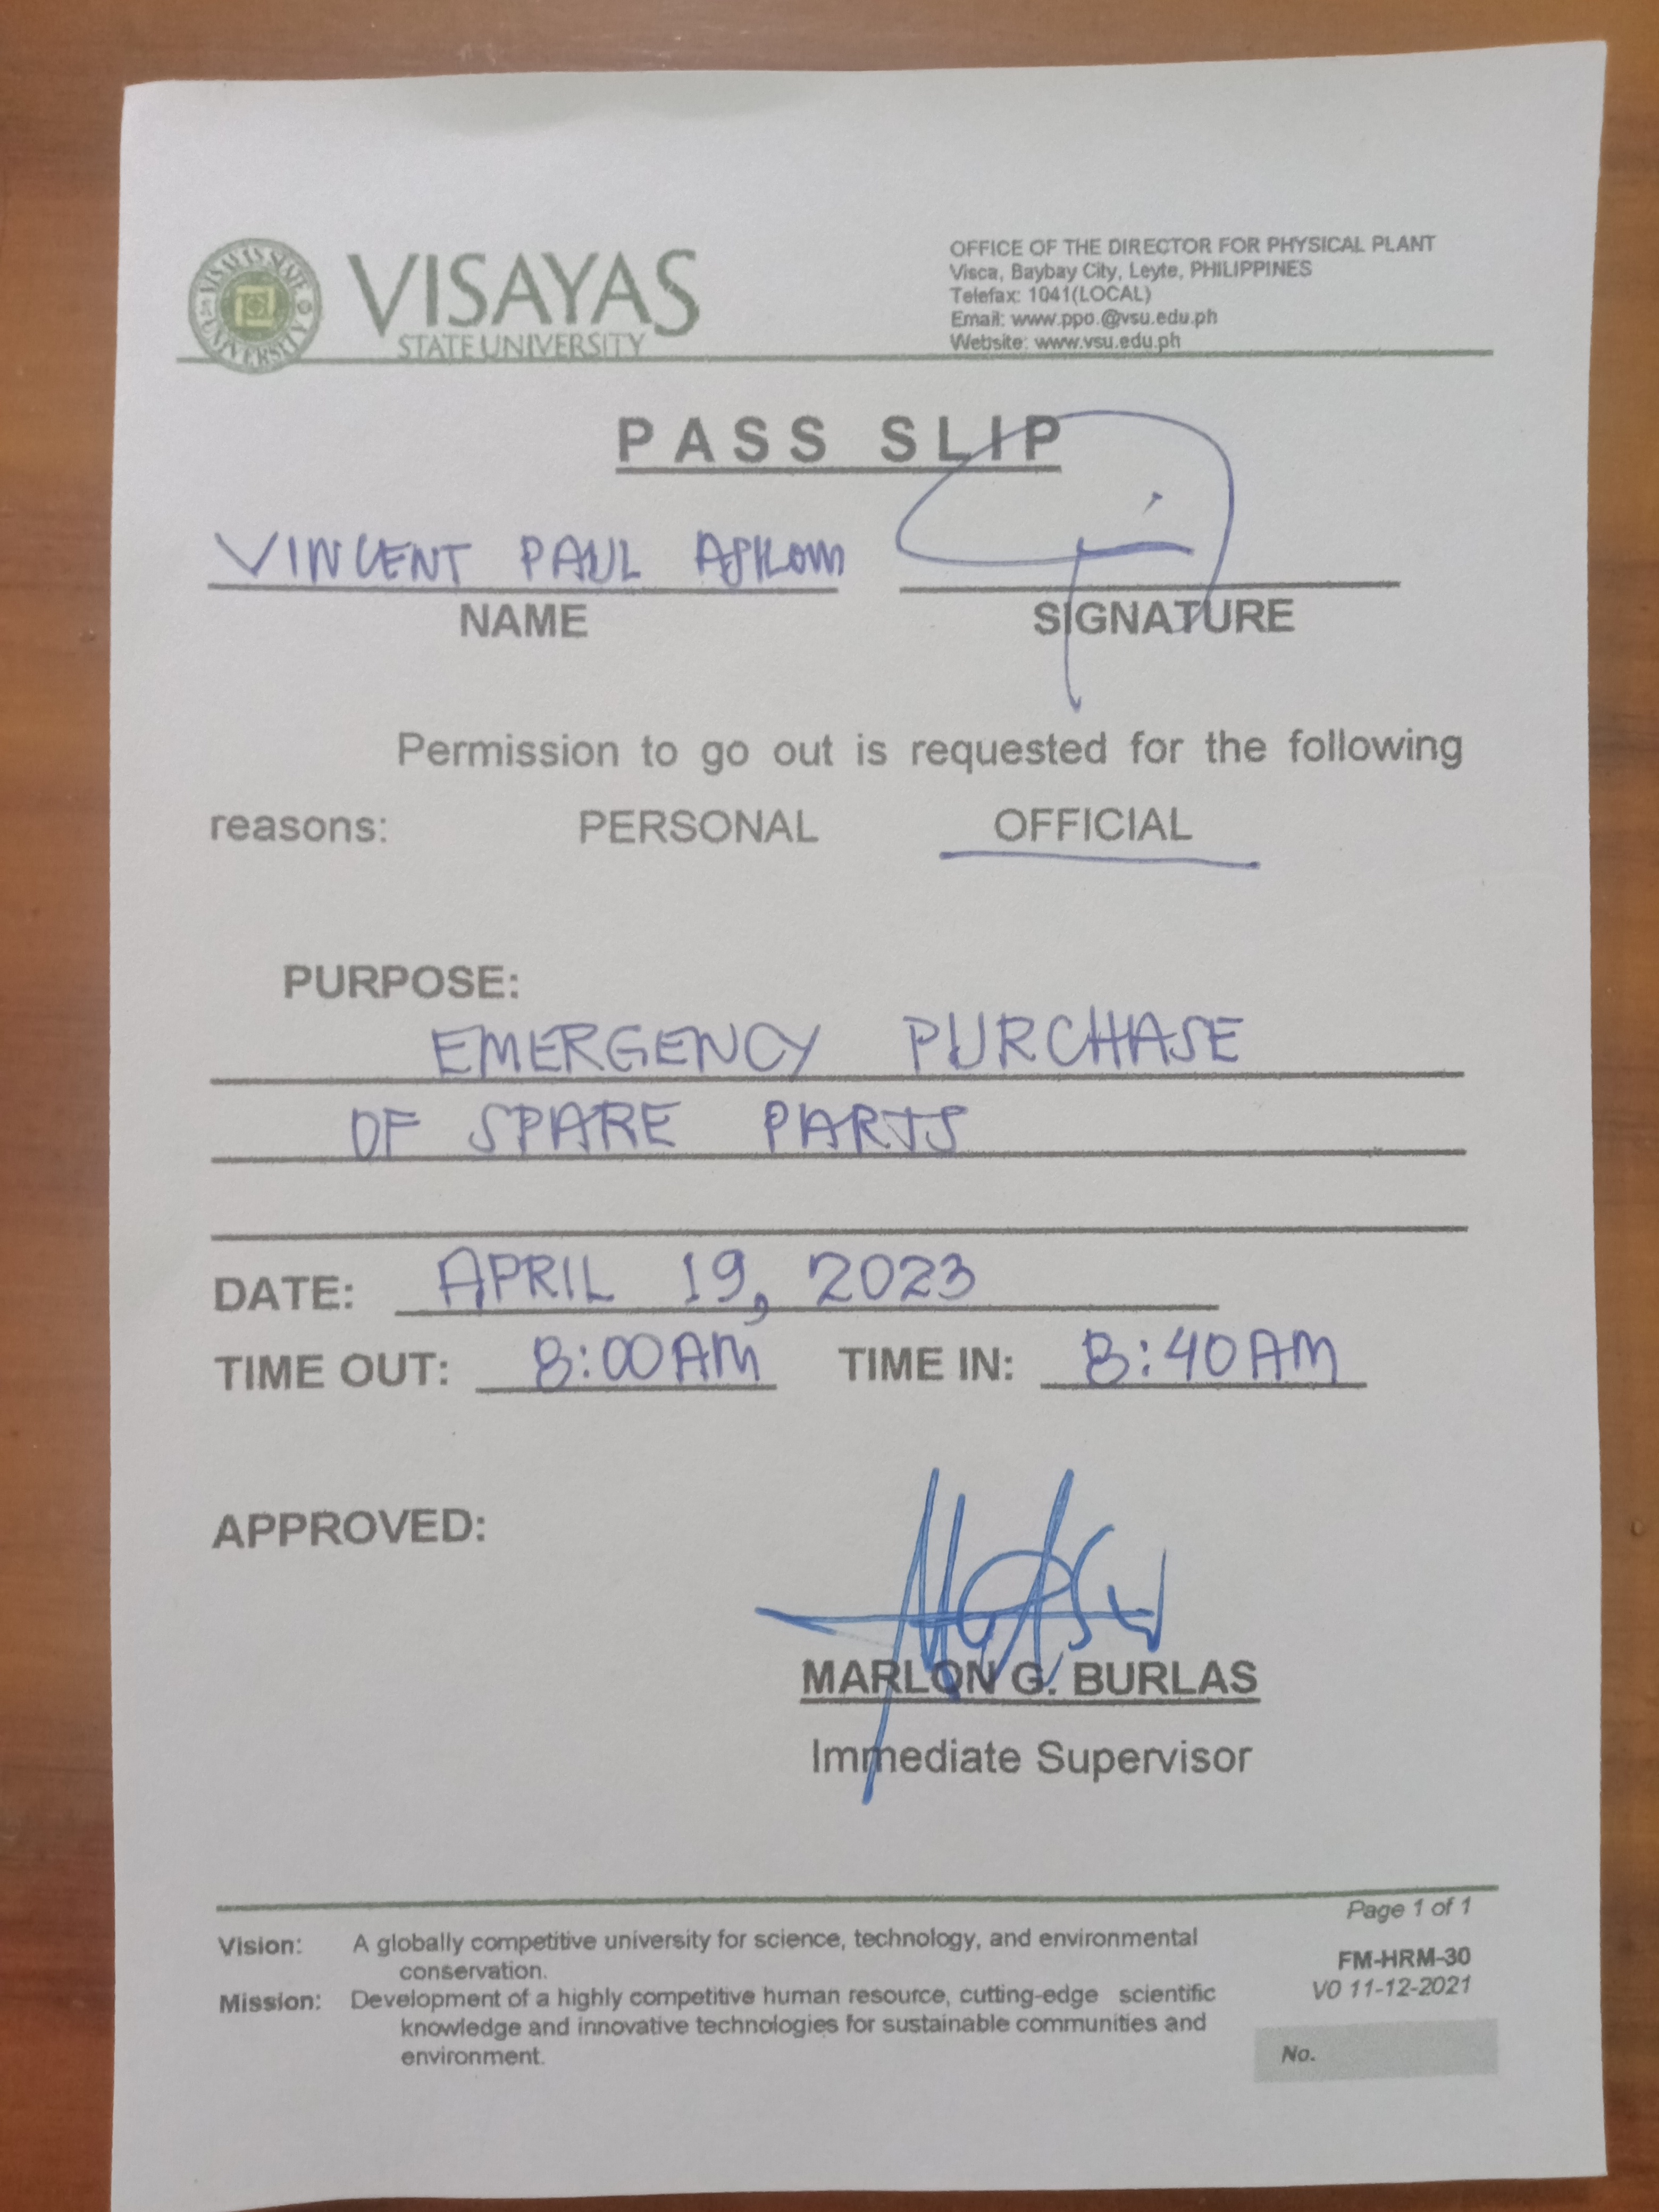 VISAYAS STATE UNIVERSITY
VISAYAS
STATE UNIVERSITY
OFFICE OF THE DIRECTOR FOR PHYSICAL PLANT
Visca, Baybay City, Leyte, PHILIPPINES
Telefax: 1041(LOCAL)
Email: www.ppo.@vsu.edu.ph
Website: www.vsu.edu.ph
PASS SLIP
VINCENT PAUL
NAME SIGNATURE
Permission to go out is requested for the following
reasons: PERSONAL OFFICIAL
PURPOSE:
EMERGENCY PURCHASE
OF SPARE PARTS
DATE: APRIL 19, 2023
TIME OUT: 8:00AM TIME IN: 8:40AM
APPROVED:
MARLON G. BURLAS
Immediate Supervisor
Page 1 of 1
Vision: A globally competitive university for science, technology, and environmental
conservation.
FM-HRM-30
V0 11-12-2021
Mission: Development of a highly competitive human resource, cutting-edge scientific
knowledge and innovative technologies for sustainable communities and
environment.
No.